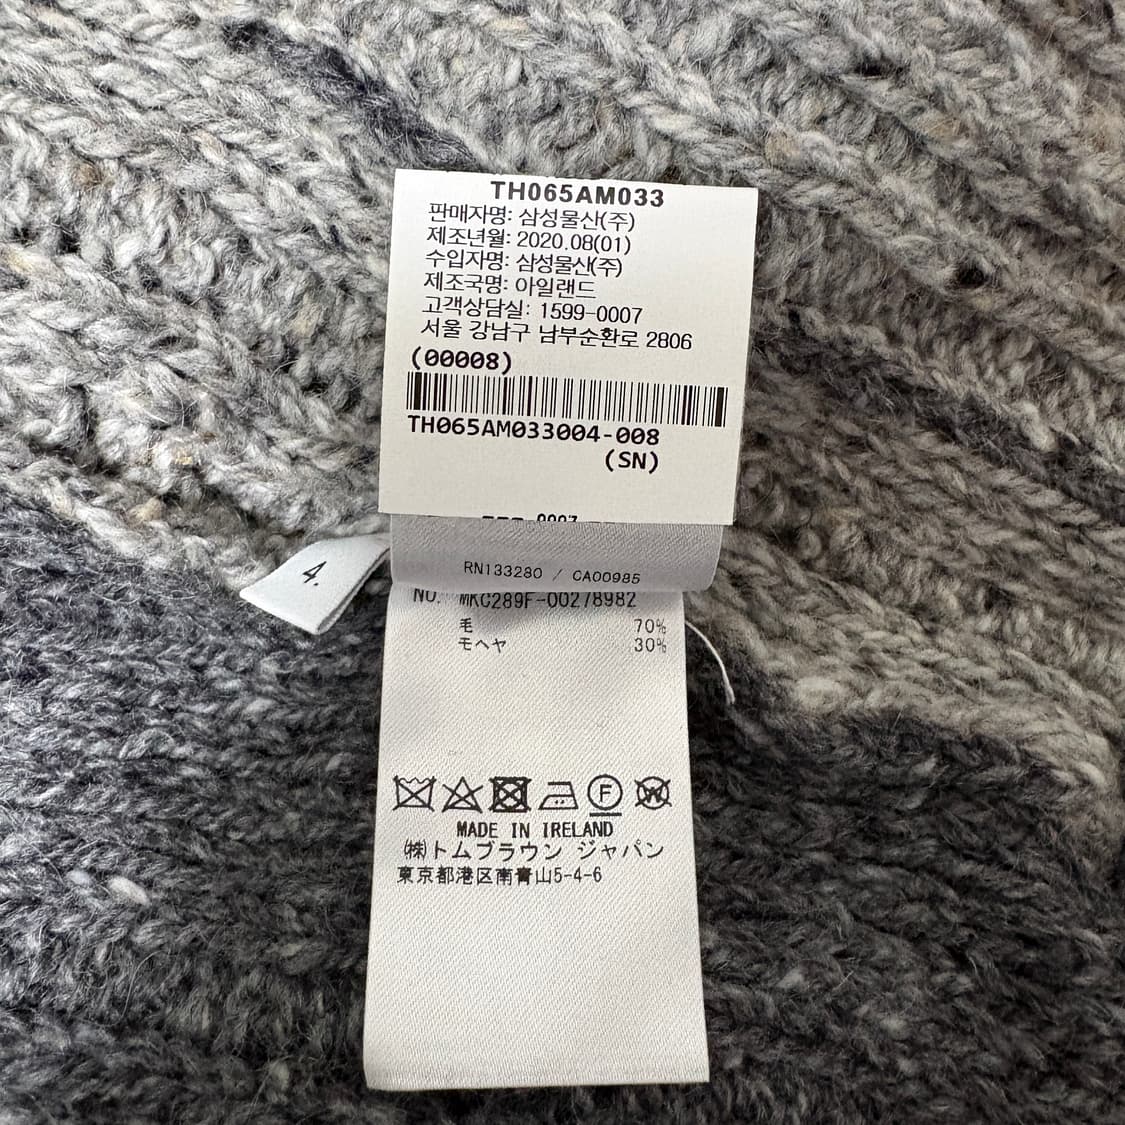 TH065AM033
판매자명: 삼성물산(주)
제조년월: 2020.08(01)
수입자명: 삼성물산(주)
제조국명: 아일랜드
고객상담실: 1599-0007
서울 강남구 남부순환로 2806
(00008)
TH065AM033004-008
(SN)
4.
RN133280 / CA00985
NO. MKC289F-00278982
毛 70%
モヘヤ 30%
F W
MADE IN IRELAND
㈱トムブラウン ジャパン
東京都港区南青山5-4-6